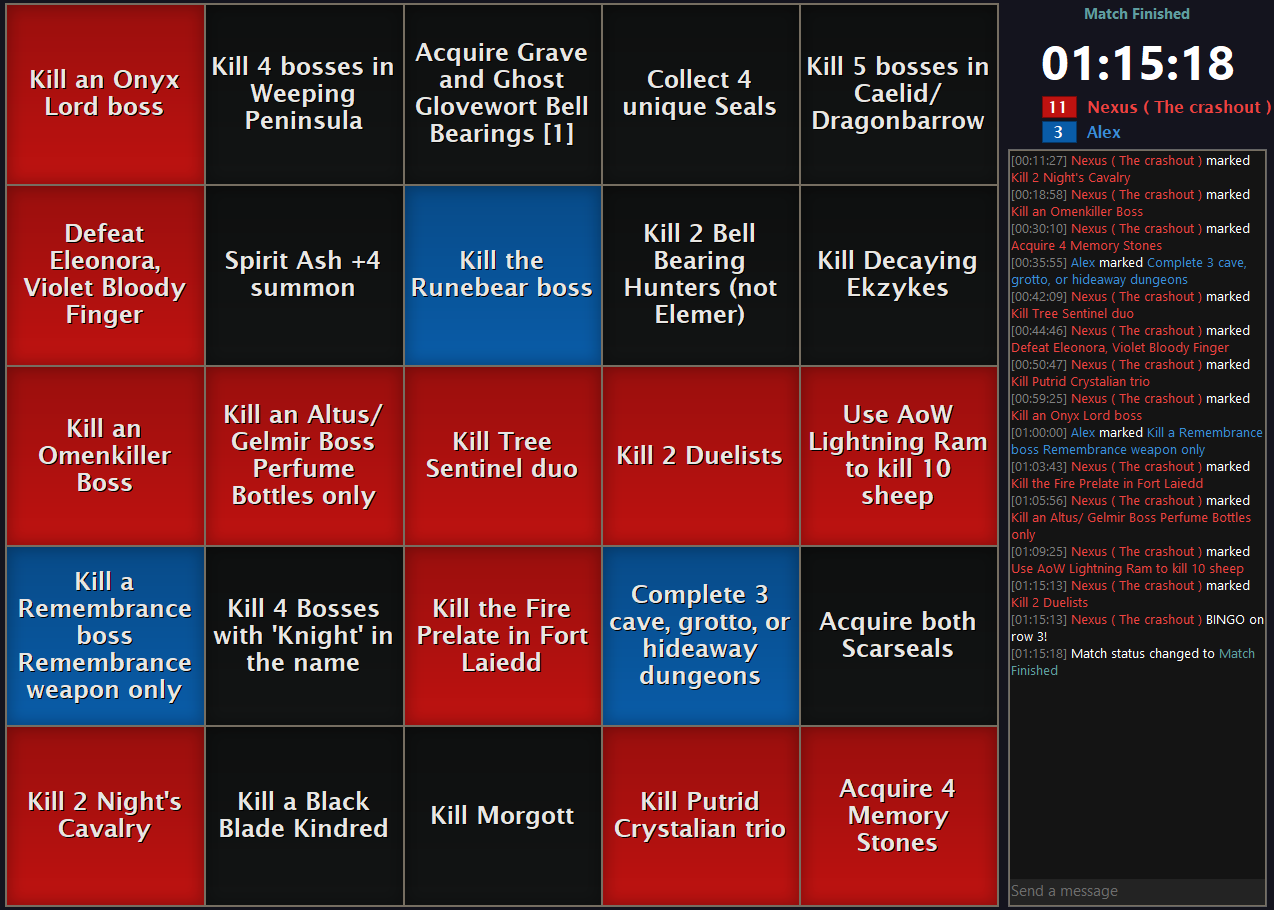 Kill an Onyx
Lord boss
Kill 4 bosses in
Weeping
Peninsula
Acquire Grave
and Ghost
Glovewort Bell
Bearings [1]
Collect 4
unique Seals
Kill 5 bosses in
Caelid/
Dragonbarrow
Defeat
Eleonora,
Violet Bloody
Finger
Spirit Ash +4
summon
Kill the
Runebear boss
Kill 2 Bell
Bearing
Hunters (not
Elemer)
Kill Decaying
Ekzykes
Kill an
Omenkiller
Boss
Kill an Altus/
Gelmir Boss
Perfume
Bottles only
Kill Tree
Sentinel duo
Kill 2 Duelists
Use AoW
Lightning Ram
to kill 10
sheep
Kill a
Remembrance
boss
Remembrance
weapon only
Kill 4 Bosses
with 'Knight' in
the name
Kill the Fire
Prelate in Fort
Laiedd
Complete 3
cave, grotto, or
hideaway
dungeons
Acquire both
Scarseals
Kill 2 Night's
Cavalry
Kill a Black
Blade Kindred
Kill Morgott
Kill Putrid
Crystalian trio
Acquire 4
Memory
Stones
Match Finished
01:15:18
11 Nexus ( The crashout )
3 Alex
[00:11:27] Nexus ( The crashout ) marked
Kill 2 Night's Cavalry
[00:18:58] Nexus ( The crashout ) marked
Kill an Omenkiller Boss
[00:30:10] Nexus ( The crashout ) marked
Acquire 4 Memory Stones
[00:35:55] Alex marked Complete 3 cave,
grotto, or hideaway dungeons
[00:42:09] Nexus ( The crashout ) marked
Kill Tree Sentinel duo
[00:44:46] Nexus ( The crashout ) marked
Defeat Eleonora, Violet Bloody Finger
[00:50:47] Nexus ( The crashout ) marked
Kill Putrid Crystalian trio
[00:59:25] Nexus ( The crashout ) marked
Kill an Onyx Lord boss
[01:00:00] Alex marked Kill a Remembrance
boss Remembrance weapon only
[01:03:43] Nexus ( The crashout ) marked
Kill the Fire Prelate in Fort Laiedd
[01:05:56] Nexus ( The crashout ) marked
Kill an Altus/ Gelmir Boss Perfume Bottles
only
[01:09:25] Nexus ( The crashout ) marked
Use AoW Lightning Ram to kill 10 sheep
[01:15:13] Nexus ( The crashout ) marked
Kill 2 Duelists
[01:15:13] Nexus ( The crashout ) BINGO on
row 3!
[01:15:18] Match status changed to Match
Finished
Send a message